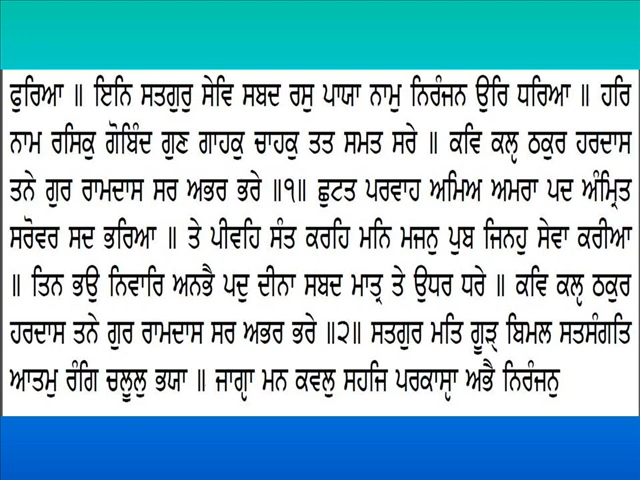 ਫੁਰਿਆ ॥ ਇਨਿ ਸਤਗੁਰੁ ਸੇਵਿ ਸਬਦ ਰਸੁ ਪਾਯਾ ਨਾਮੁ ਨਿਰੰਜਨ ਉਰਿ ਧਰਿਆ ॥ ਹਰਿ
ਨਾਮ ਰਸਿਕੁ ਗੋਬਿੰਦ ਗੁਣ ਗਾਹਕੁ ਚਾਹਕੁ ਤਤ ਸਮਤ ਸਰੇ ॥ ਕਵਿ ਕਲੵ ਠਕੁਰ ਹਰਦਾਸ
ਤਨੇ ਗੁਰ ਰਾਮਦਾਸ ਸਰ ਅਭਰ ਭਰੇ ॥੧॥ ਛੁਟਤ ਪਰਵਾਹ ਅਮਿਅ ਅਮਰਾ ਪਦ ਅੰਮ੍ਰਿਤ
ਸਰੋਵਰ ਸਦ ਭਰਿਆ ॥ ਤੇ ਪੀਵਹਿ ਸੰਤ ਕਰਹਿ ਮਨਿ ਮਜਨੁ ਪੁਬ ਜਿਨਹੁ ਸੇਵਾ ਕਰੀਆ
॥ ਤਿਨ ਭਉ ਨਿਵਾਰਿ ਅਨਭੈ ਪਦੁ ਦੀਨਾ ਸਬਦ ਮਾਤ੍ਰ ਤੇ ਉਧਰ ਧਰੇ ॥ ਕਵਿ ਕਲੵ ਠਕੁਰ
ਹਰਦਾਸ ਤਨੇ ਗੁਰ ਰਾਮਦਾਸ ਸਰ ਅਭਰ ਭਰੇ ॥੨॥ ਸਤਗੁਰ ਮਤਿ ਗੂੜ੍ ਬਿਮਲ ਸਤਸੰਗਤਿ
ਆਤਮੁ ਰੰਗਿ ਚਲੂਲੁ ਭਯਾ ॥ ਜਾਗੵਾ ਮਨ ਕਵਲੁ ਸਹਜਿ ਪਰਕਾਸੵਾ ਅਭੈ ਨਿਰੰਜਨੁ